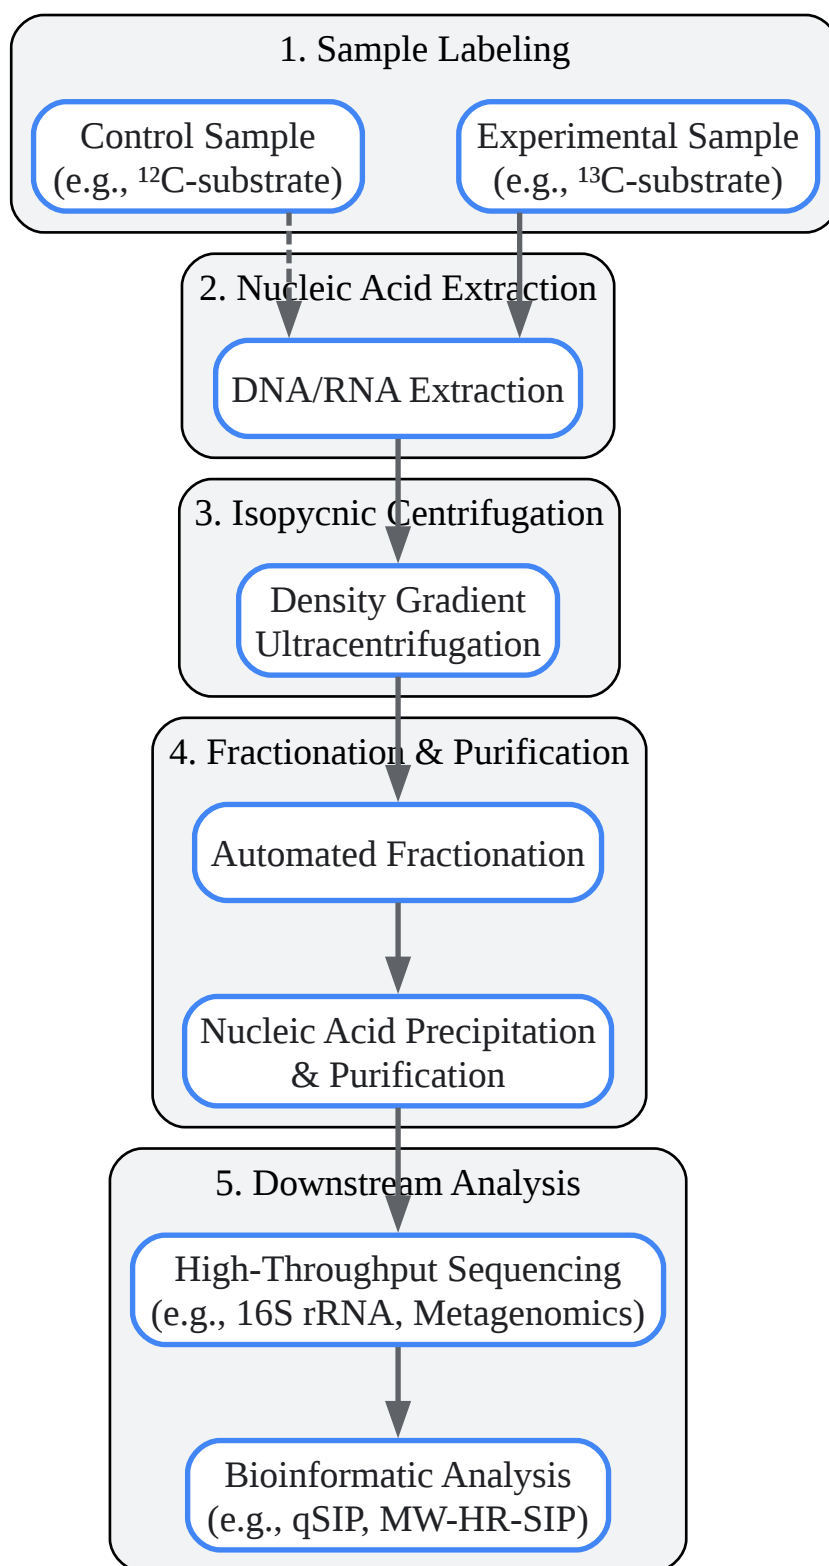 1. Sample Labeling
Control Sample
(e.g., ¹²C-substrate)
Experimental Sample
(e.g., ¹³C-substrate)
2. Nucleic Acid Extraction
DNA/RNA Extraction
3. Isopycnic Centrifugation
Density Gradient
Ultracentrifugation
4. Fractionation & Purification
Automated Fractionation
Nucleic Acid Precipitation
& Purification
5. Downstream Analysis
High-Throughput Sequencing
(e.g., 16S rRNA, Metagenomics)
Bioinformatic Analysis
(e.g., qSIP, MW-HR-SIP)